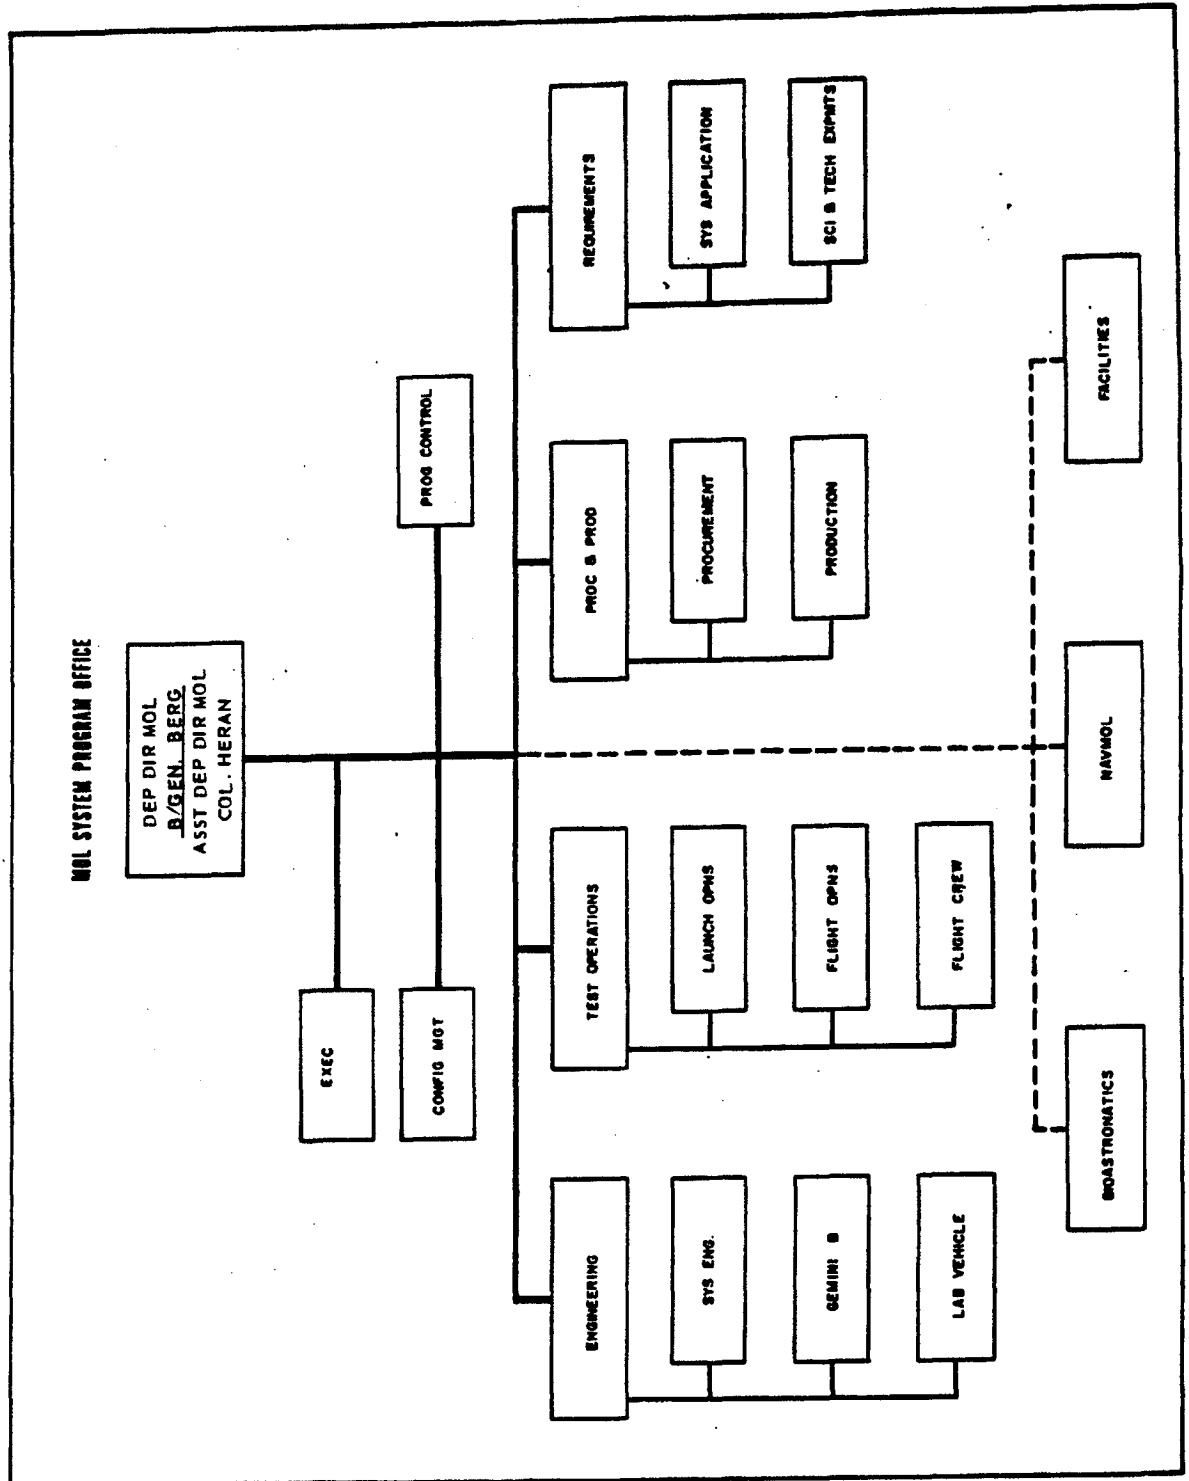 MOL SYSTEM PROGRAM OFFICE
DEP DIR MOL
B/GEN. BERG
ASST DEP DIR MOL
COL. HERAN
EXEC
CONFIG MGT
PROG CONTROL
ENGINEERING
TEST OPERATIONS
PROC & PROD
REQUIREMENTS
SYS ENG.
LAUNCH OPNS
PROCUREMENT
SYS APPLICATION
GEMINI B
FLIGHT OPNS
PRODUCTION
SCI & TECH EXPMTS
LAB VEHICLE
FLIGHT CREW
BIOASTRONATICS
NAVMOL
FACILITIES